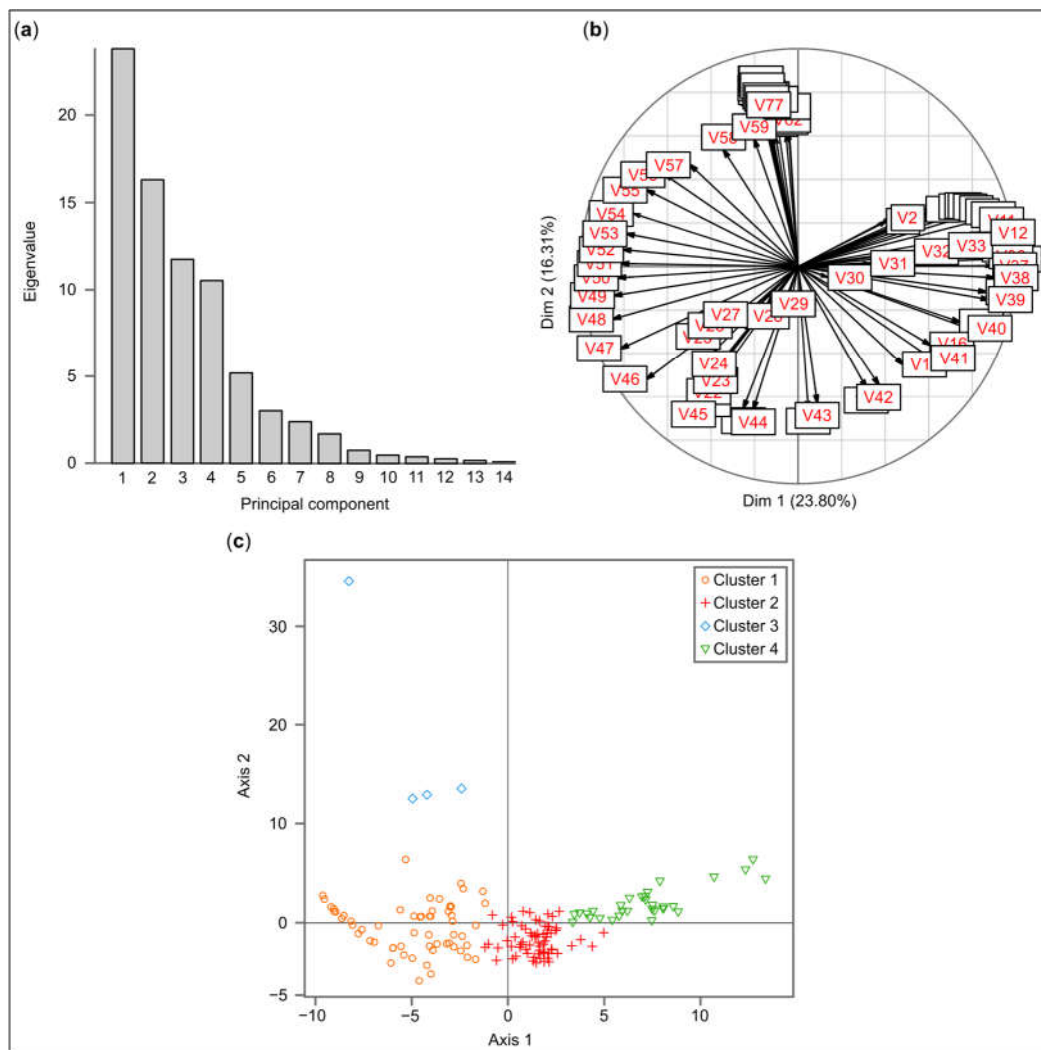 (a)
20
15
10
5
0
Eigenvalue
1 2 3 4 5 6 7 8 9 10 11 12 13 14
Principal component
(b)
V77
V59
V58
V57
V55
V54
V53
V52
V49
V48
V47
V46
V45
V44
V43
V42
V41
V40
V39
V38
V12
V33
V32
V31
V30
V29
V27
V24
V23
V2
Dim 2 (16.31%)
Dim 1 (23.80%)
(c)
Cluster 1
Cluster 2
Cluster 3
Cluster 4
30
20
10
0
−5
Axis 2
−10 −5 0 5 10
Axis 1